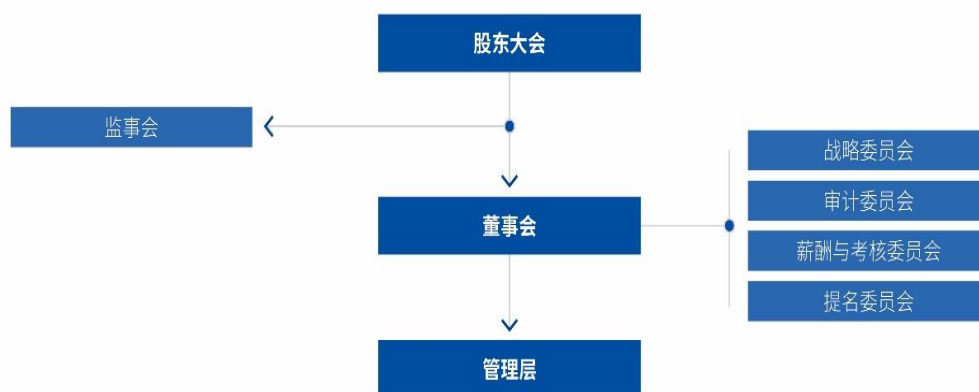 股东大会
监事会
战略委员会
审计委员会
董事会
薪酬与考核委员会
提名委员会
管理层